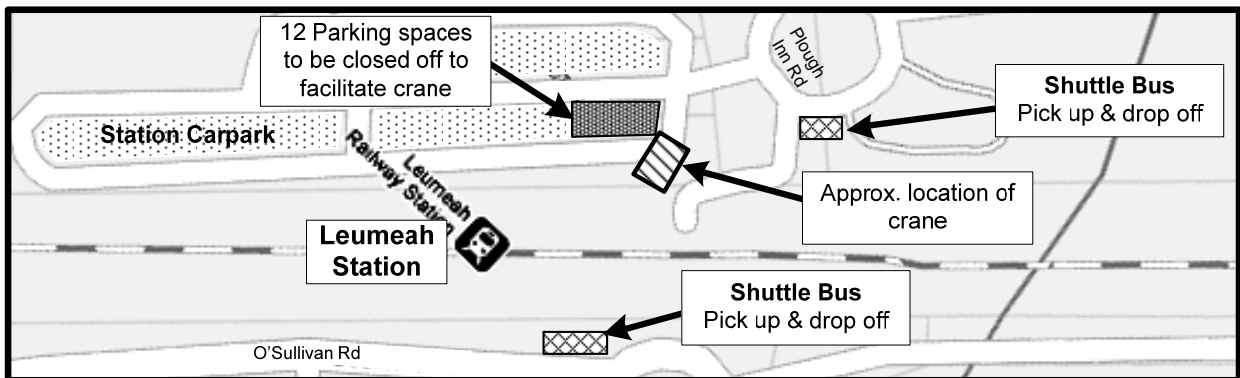 12 Parking spaces
to be closed off to
facilitate crane
Plough
Inn Rd
Shuttle Bus
Pick up & drop off
Station Carpark
Leumeah
Railway Station
Approx. location of
crane
Leumeah
Station
Shuttle Bus
Pick up & drop off
O'Sullivan Rd